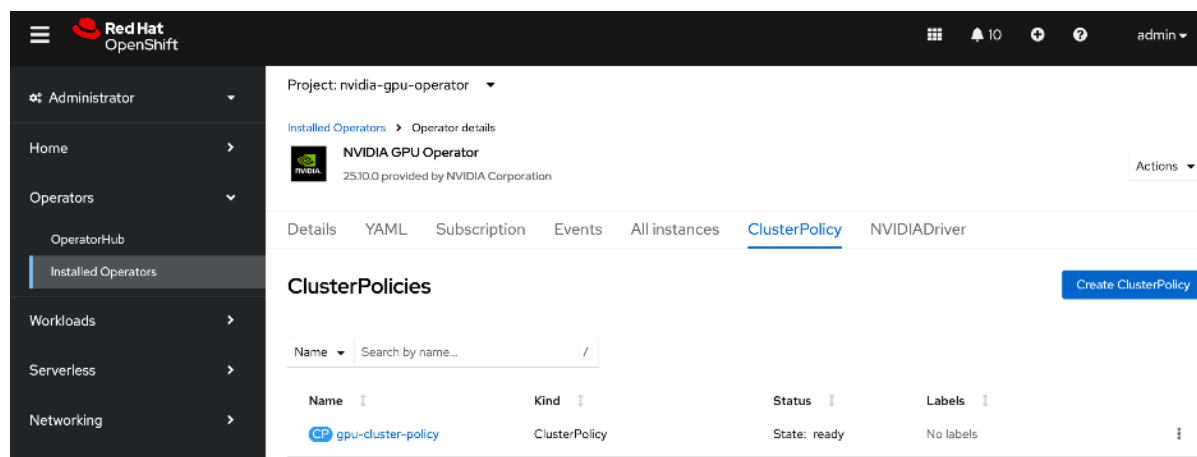 Red Hat
OpenShift
10
admin
Administrator
Project: nvidia-gpu-operator
Installed Operators > Operator details
Home
NVIDIA GPU Operator
NVIDIA.
25.10.0 provided by NVIDIA Corporation
Actions
Operators
OperatorHub
Installed Operators
Details YAML Subscription Events All instances ClusterPolicy NVIDIADriver
ClusterPolicies
Create ClusterPolicy
Workloads
Serverless
Networking
Name Search by name... /
Name Kind Status Labels
CP gpu-cluster-policy ClusterPolicy State: ready No labels